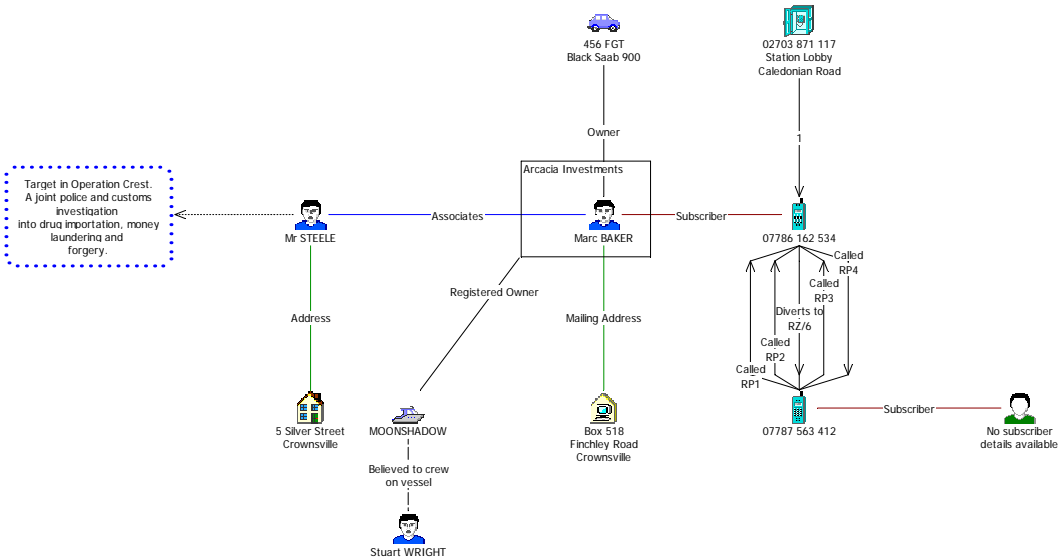 456 FGT
Black Saab 900
02703 871 117
Station Lobby
Caledonian Road
Owner
1
Arcacia Investments
Target in Operation Crest.
A joint police and customs
investigation
into drug importation, money
laundering and
forgery.
Associates
Subscriber
Mr STEELE
Marc BAKER
07786 162 534
Called
RP4
Called
RP3
Registered Owner
Address
Mailing Address
Diverts to
RZ/6
Called
RP2
Called
RP1
Subscriber
5 Silver Street
Crownsville
MOONSHADOW
Box 518
Finchley Road
Crownsville
07787 563 412
No subscriber
details available
Believed to crew
on vessel
Stuart WRIGHT